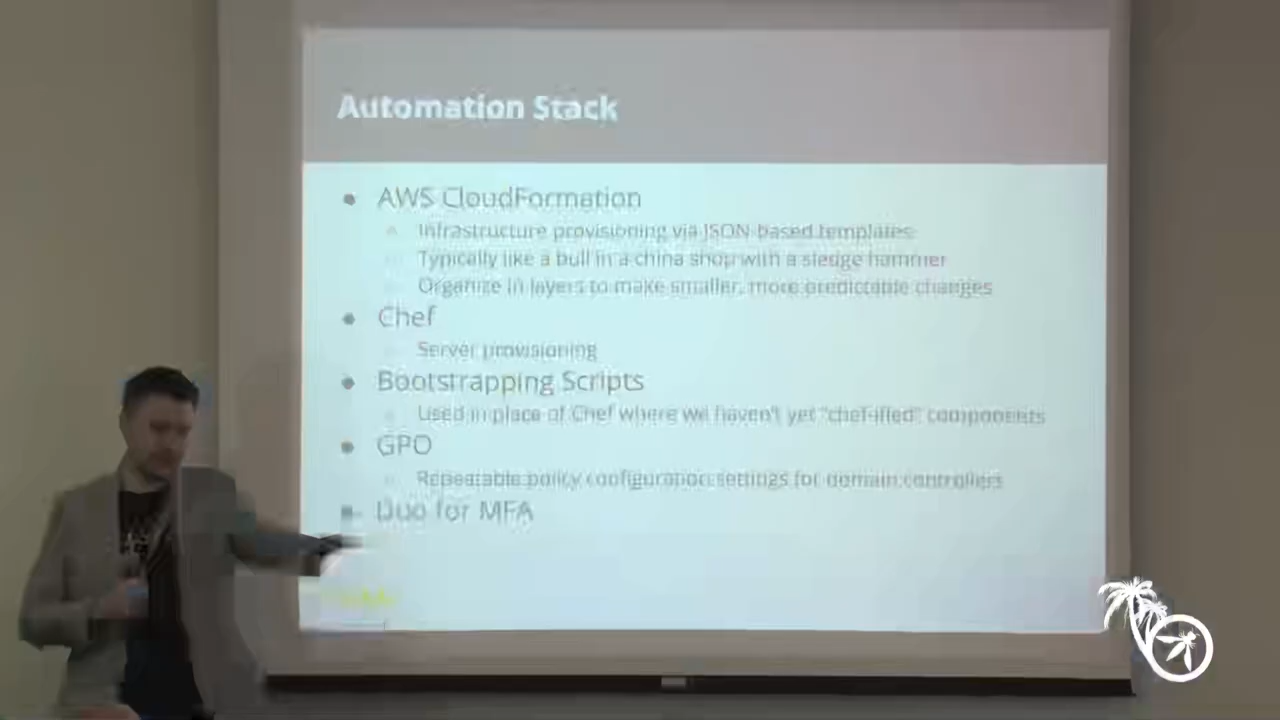 Automation Stack
AWS CloudFormation
Infrastructure provisioning via JSON-based templates
Typically like a bull in a china shop with a sledge hammer
Organize in layers to make smaller, more predictable changes
Chef
Server provisioning
Bootstrapping Scripts
Used in place of Chef where we haven't yet "chef-ified" components
GPO
Repeatable policy configuration settings for domain controllers
Duo for MFA